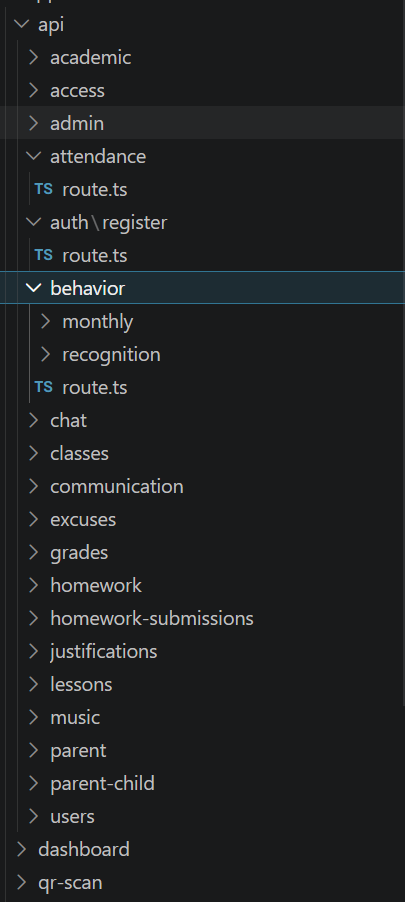 api
academic
access
admin
attendance
TS route.ts
auth\register
TS route.ts
behavior
monthly
recognition
TS route.ts
chat
classes
communication
excuses
grades
homework
homework-submissions
justifications
lessons
music
parent
parent-child
users
dashboard
qr-scan